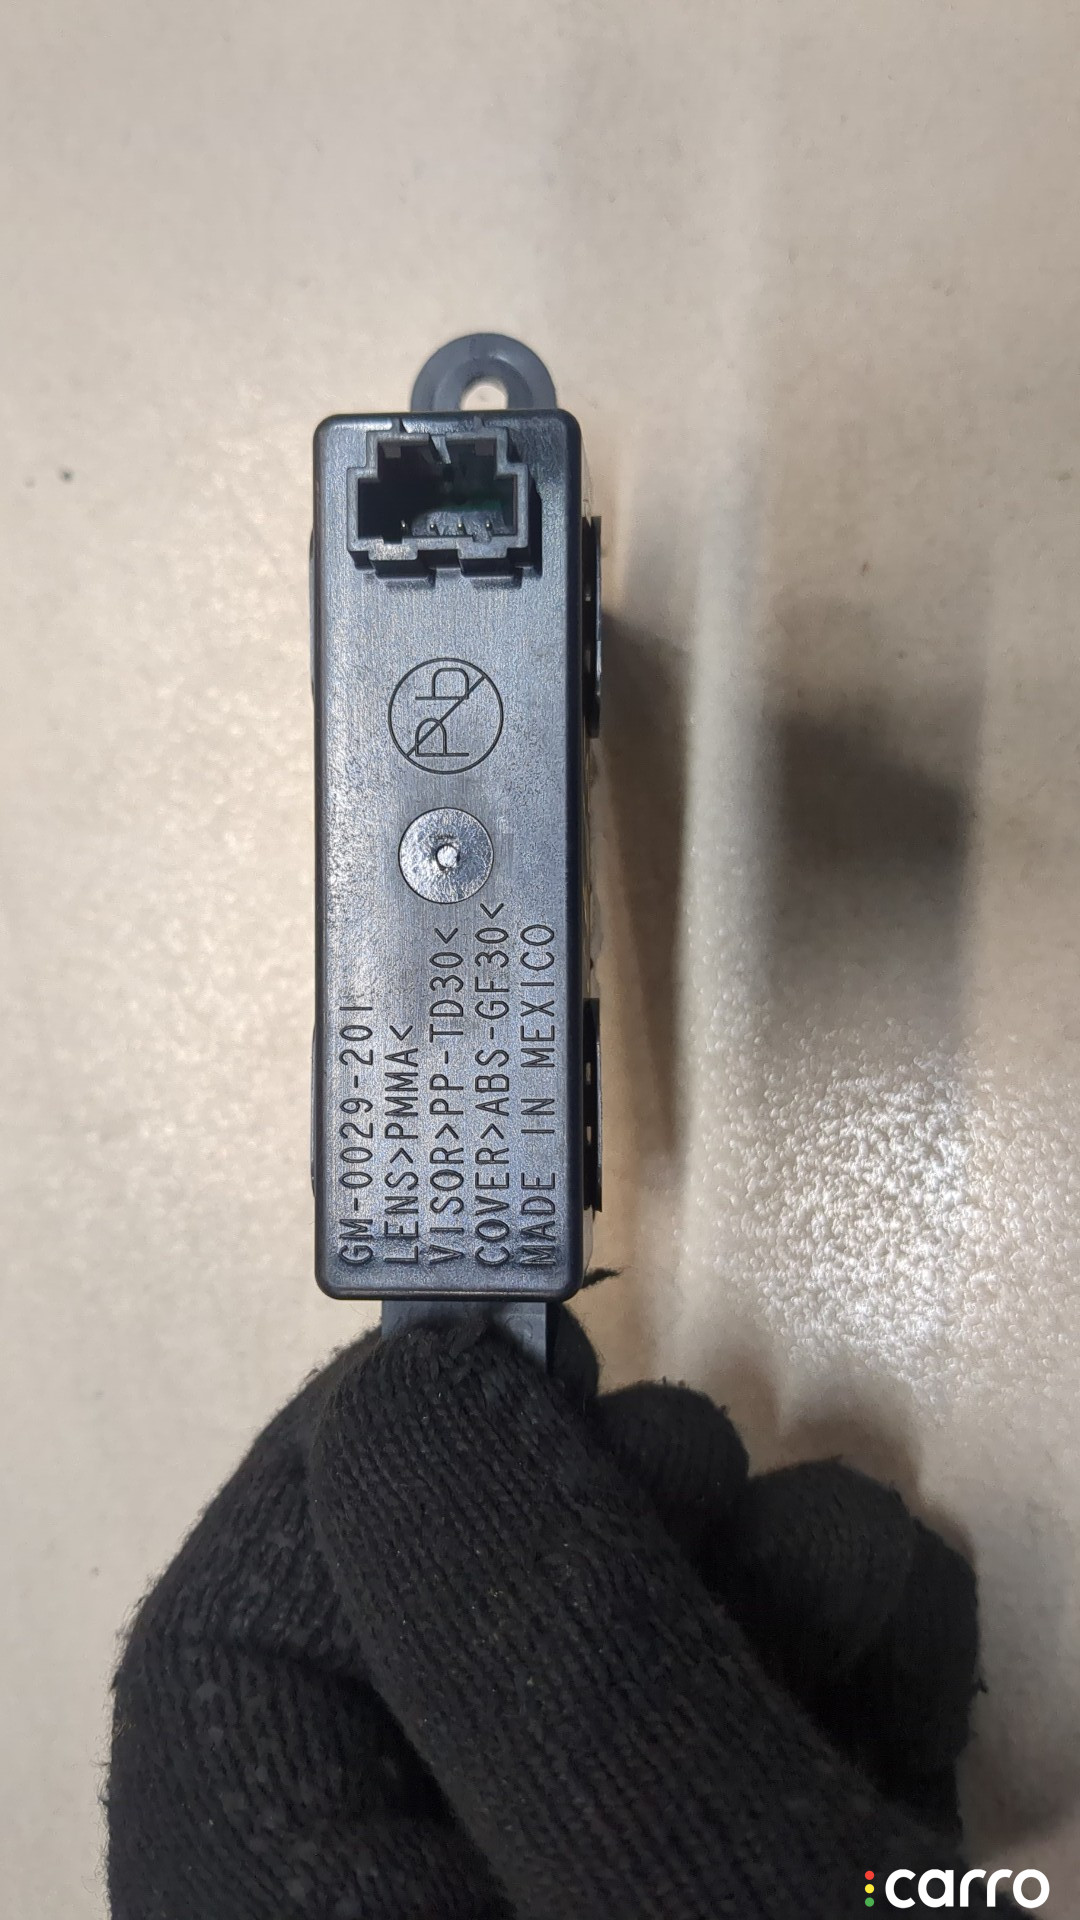 Pb
GM-0029-201
LENS>PMMA<
VISOR>PP-TD30<
COVER>ABS-GF30<
MADE IN MEXICO
carro